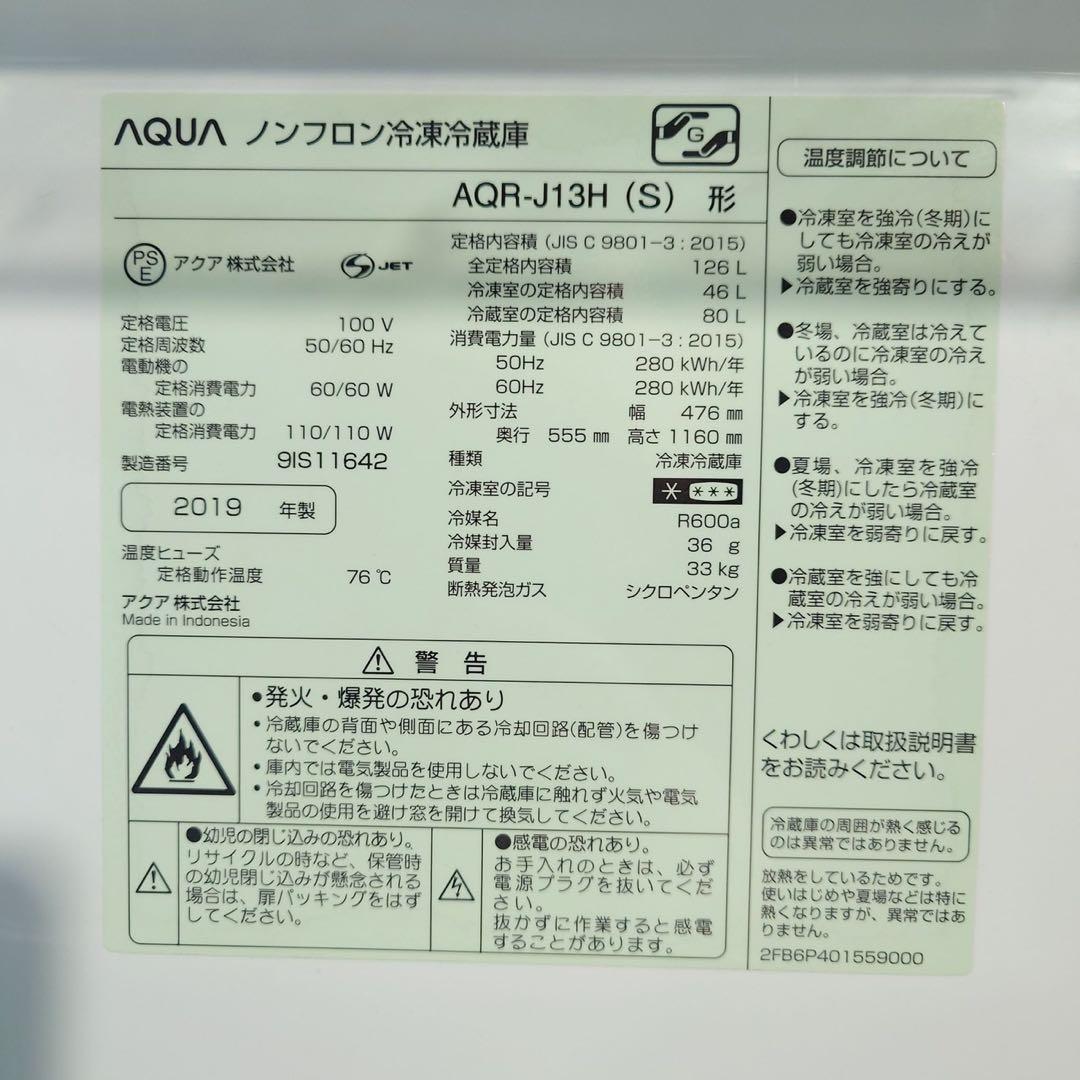 AQUA ノンフロン冷凍冷蔵庫
G
AQR-J13H (S) 形
PS
E
アクア 株式会社
S JET
定格電圧 100 V
定格周波数 50/60 Hz
電動機の
定格消費電力 60/60 W
電熱装置の
定格消費電力 110/110 W
製造番号 9IS11642
2019 年製
温度ヒューズ
定格動作温度 76 ℃
アクア 株式会社
Made in Indonesia
定格内容積 (JIS C 9801-3 : 2015)
全定格内容積 126 L
冷凍室の定格内容積 46 L
冷蔵室の定格内容積 80 L
消費電力量 (JIS C 9801-3 : 2015)
50Hz 280 kWh/年
60Hz 280 kWh/年
外形寸法 幅 476 ㎜
奥行 555 ㎜ 高さ 1160 ㎜
種類 冷凍冷蔵庫
冷凍室の記号
冷媒名 R600a
冷媒封入量 36 g
質量 33 kg
断熱発泡ガス シクロペンタン
警 告
•発火・爆発の恐れあり
•冷蔵庫の背面や側面にある冷却回路(配管)を傷つけ
ないでください。
•庫内では電気製品を使用しないでください。
•冷却回路を傷つけたときは冷蔵庫に触れず火気や電気
製品の使用を避け窓を開けて換気してください。
●幼児の閉じ込みの恐れあり。
リサイクルの時など、保管時
の幼児閉じ込みが懸念される
場合は、扉パッキングをはず
してください。
●感電の恐れあり。
お手入れのときは、必ず
電源プラグを抜いてくだ
さい。
抜かずに作業すると感電
することがあります。
温度調節について
●冷凍室を強冷(冬期)に
しても冷凍室の冷えが
弱い場合。
▶冷蔵室を強寄りにする。
●冬場、冷蔵室は冷えて
いるのに冷凍室の冷え
が弱い場合。
▶冷凍室を強冷(冬期)に
する。
●夏場、冷凍室を強冷
(冬期)にしたら冷蔵室
の冷えが弱い場合。
▶冷凍室を弱寄りに戻す。
●冷蔵室を強にしても冷
蔵室の冷えが弱い場合。
▶冷凍室を弱寄りに戻す。
くわしくは取扱説明書
をお読みください。
冷蔵庫の周囲が熱く感じる
のは異常ではありません。
放熱をしているためです。
使いはじめや夏場などは特に
熱くなりますが、異常ではあ
りません。
2FB6P401559000